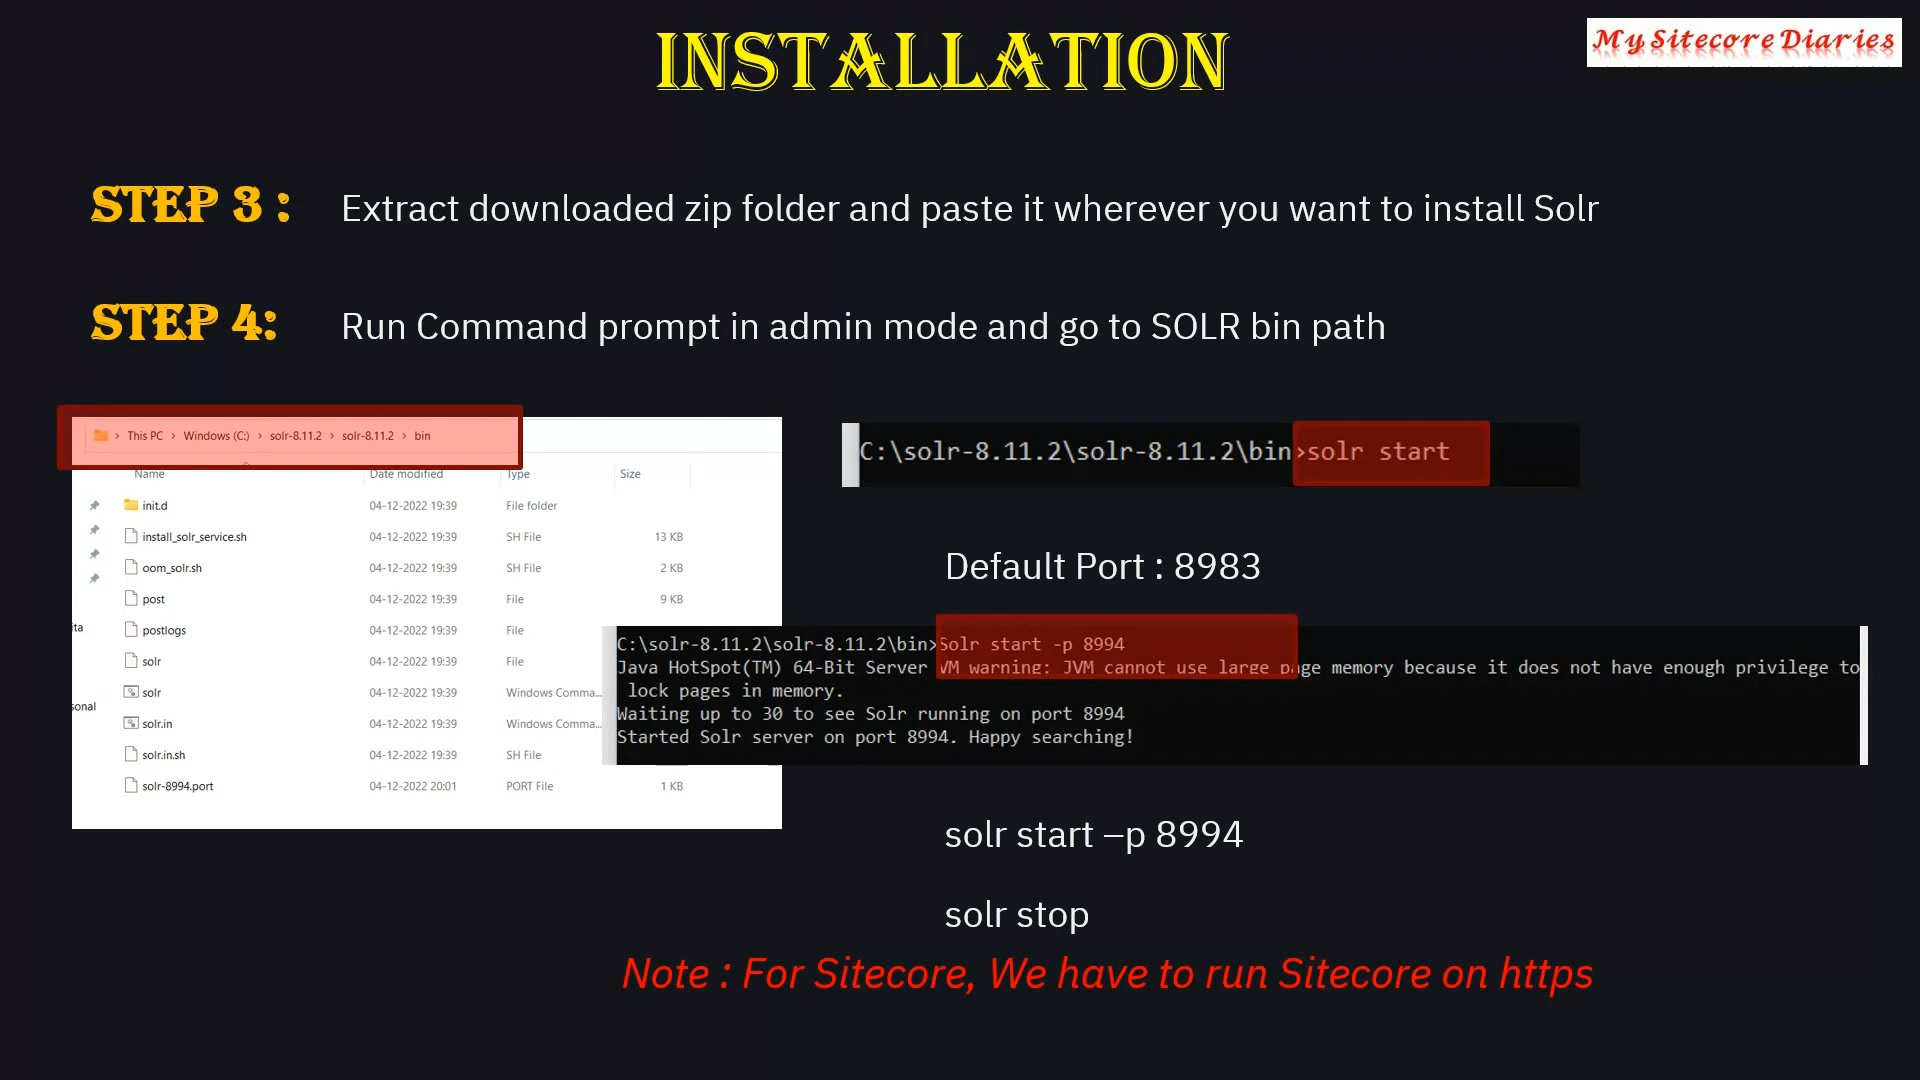 INSTALLATION
My Sitecore Diaries
STEP 3 : Extract downloaded zip folder and paste it wherever you want to install Solr
STEP 4: Run Command prompt in admin mode and go to SOLR bin path
› This PC › Windows (C:) › solr-8.11.2 › solr-8.11.2 › bin
Name Date modified Type Size
init.d 04-12-2022 19:39 File folder
install_solr_service.sh 04-12-2022 19:39 SH File 13 KB
oom_solr.sh 04-12-2022 19:39 SH File 2 KB
post 04-12-2022 19:39 File 9 KB
ita
postlogs 04-12-2022 19:39 File
solr 04-12-2022 19:39 File
solr 04-12-2022 19:39 Windows Comma...
sonal
solr.in 04-12-2022 19:39 Windows Comma...
solr.in.sh 04-12-2022 19:39 SH File
solr-8994.port 04-12-2022 20:01 PORT File 1 KB
C:\solr-8.11.2\solr-8.11.2\bin>solr start
Default Port : 8983
C:\solr-8.11.2\solr-8.11.2\bin>Solr start -p 8994
Java HotSpot(TM) 64-Bit Server VM warning: JVM cannot use large page memory because it does not have enough privilege to
lock pages in memory.
Waiting up to 30 to see Solr running on port 8994
Started Solr server on port 8994. Happy searching!
solr start –p 8994
solr stop
Note : For Sitecore, We have to run Sitecore on https